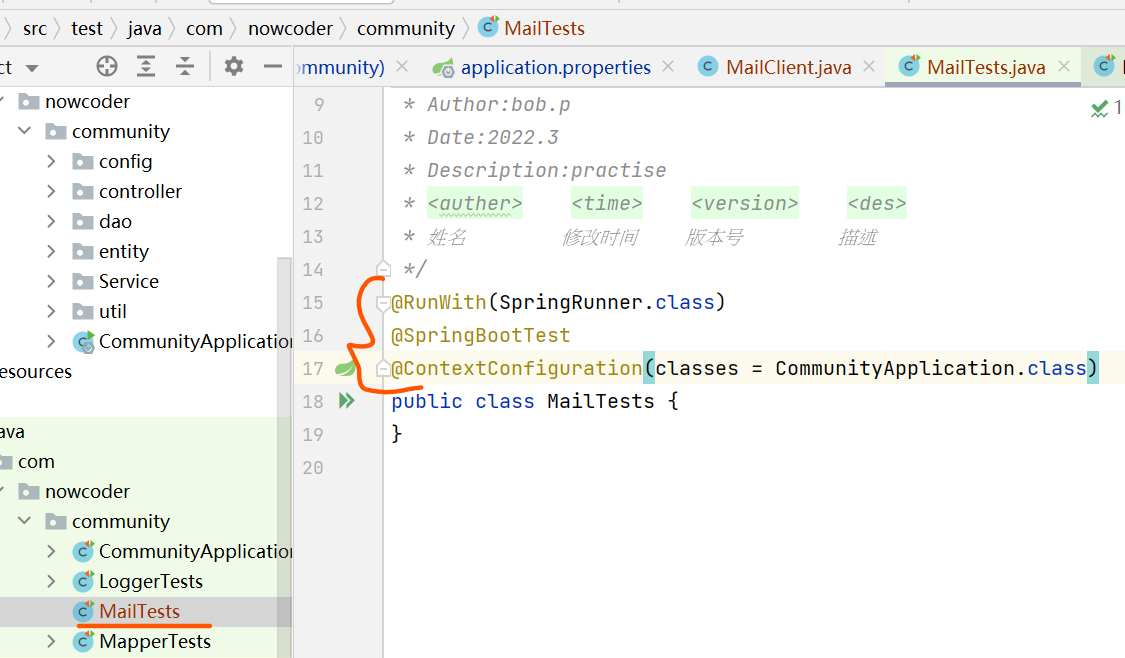 src test java com nowcoder community MailTests
ct
ommunity) application.properties MailClient.java MailTests.java
nowcoder
community
config
controller
dao
entity
Service
util
CommunityApplication
esources
ava
com
nowcoder
community
CommunityApplication
LoggerTests
MailTests
MapperTests
9 * Author:bob.p
10 * Date:2022.3
11 * Description:practise
12 * <auther> <time> <version> <des>
13 * 姓名 修改时间 版本号 描述
14 */
15 @RunWith(SpringRunner.class)
16 @SpringBootTest
17 @ContextConfiguration(classes = CommunityApplication.class)
18 public class MailTests {
19 }
20
1